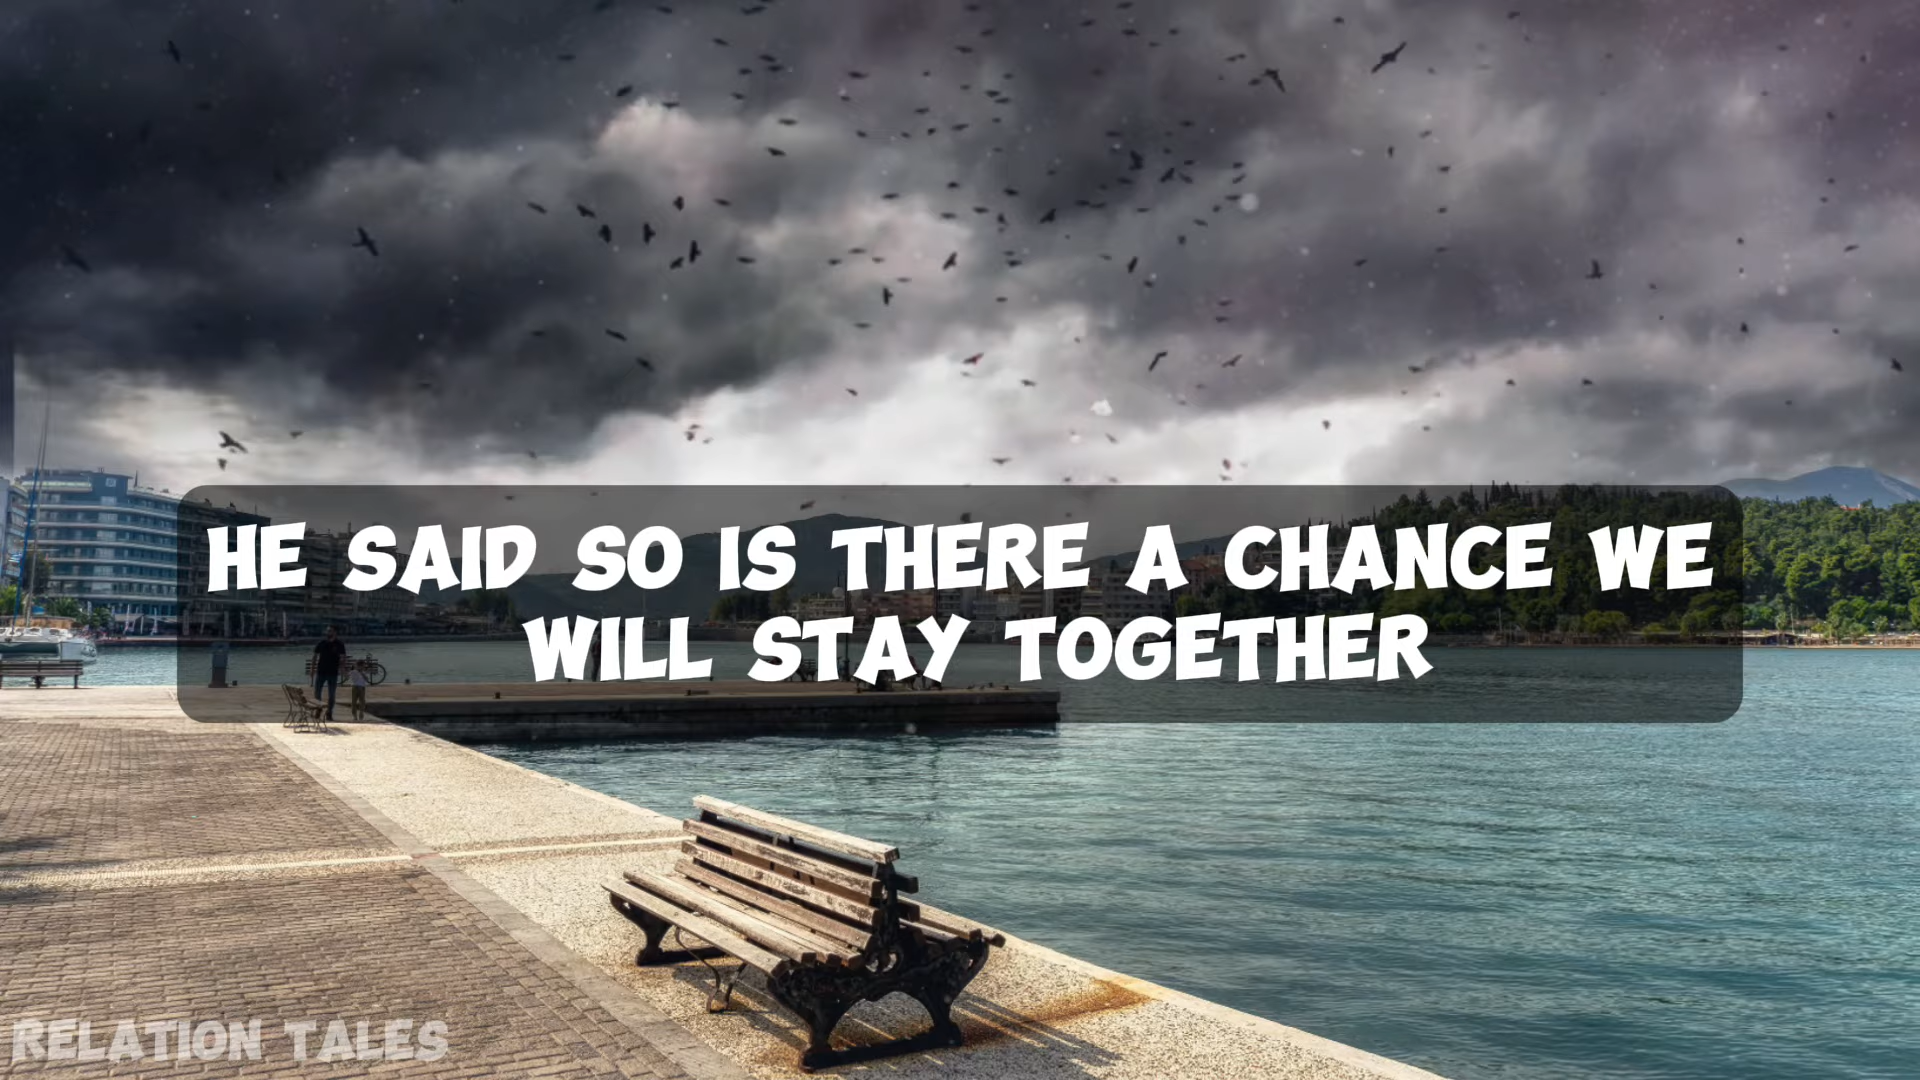 HE SAID SO IS THERE A CHANCE WE
WILL STAY TOGETHER
RELATION TALES